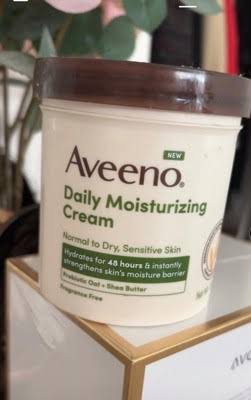 NEW
Aveeno®
Daily Moisturizing
Cream
Normal to Dry, Sensitive Skin
Hydrates for 48 hours & instantly
strengthens skin's moisture barrier
Prebiotic Oat + Shea Butter
Fragrance Free
Net